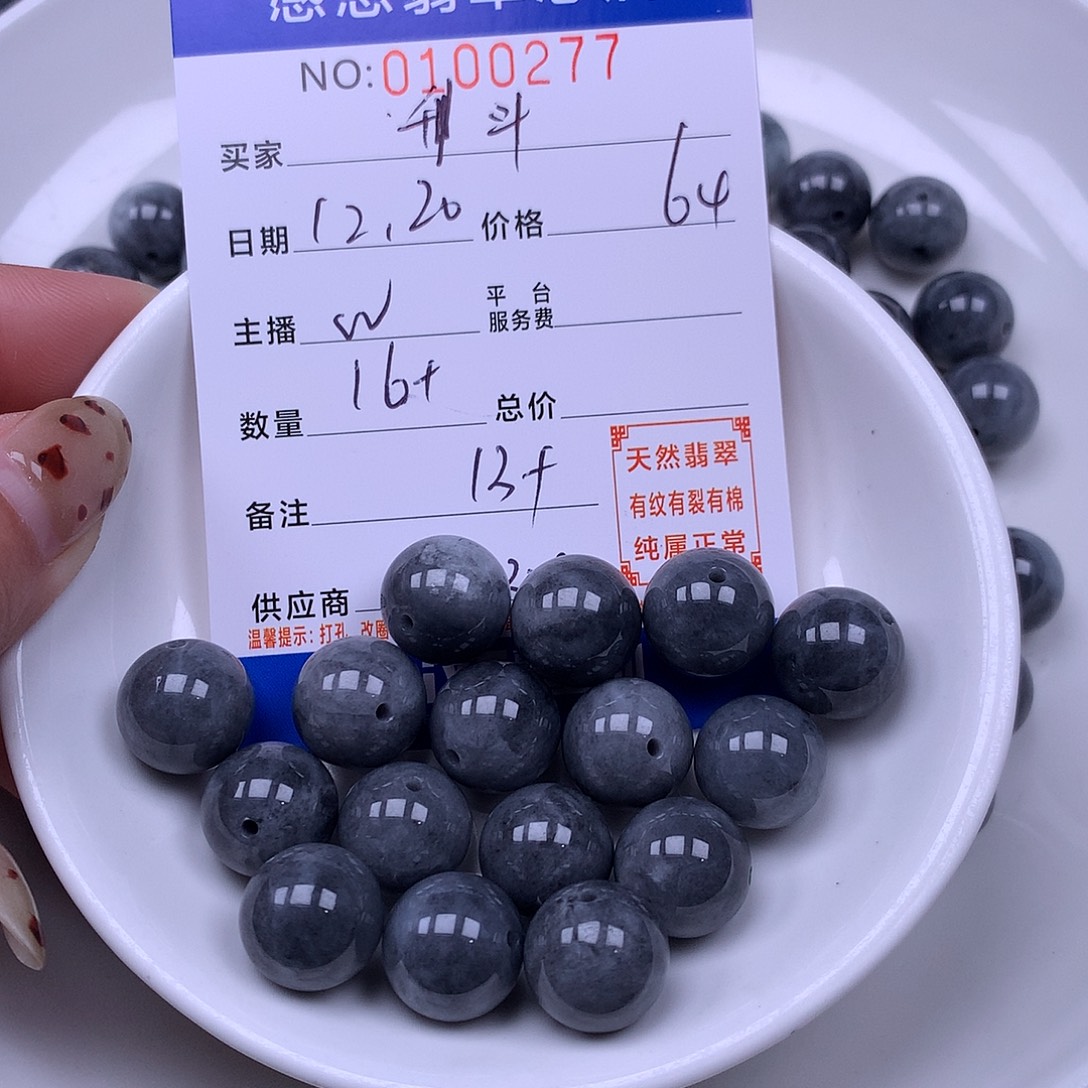 NO:0100277
买家 斗
日期 12.20 价格 64
主播 W 平台服务费
数量 16+ 总价
备注 13+
天然翡翠
有纹有裂有棉
纯属正常
供应商
温馨提示：打孔、改圈